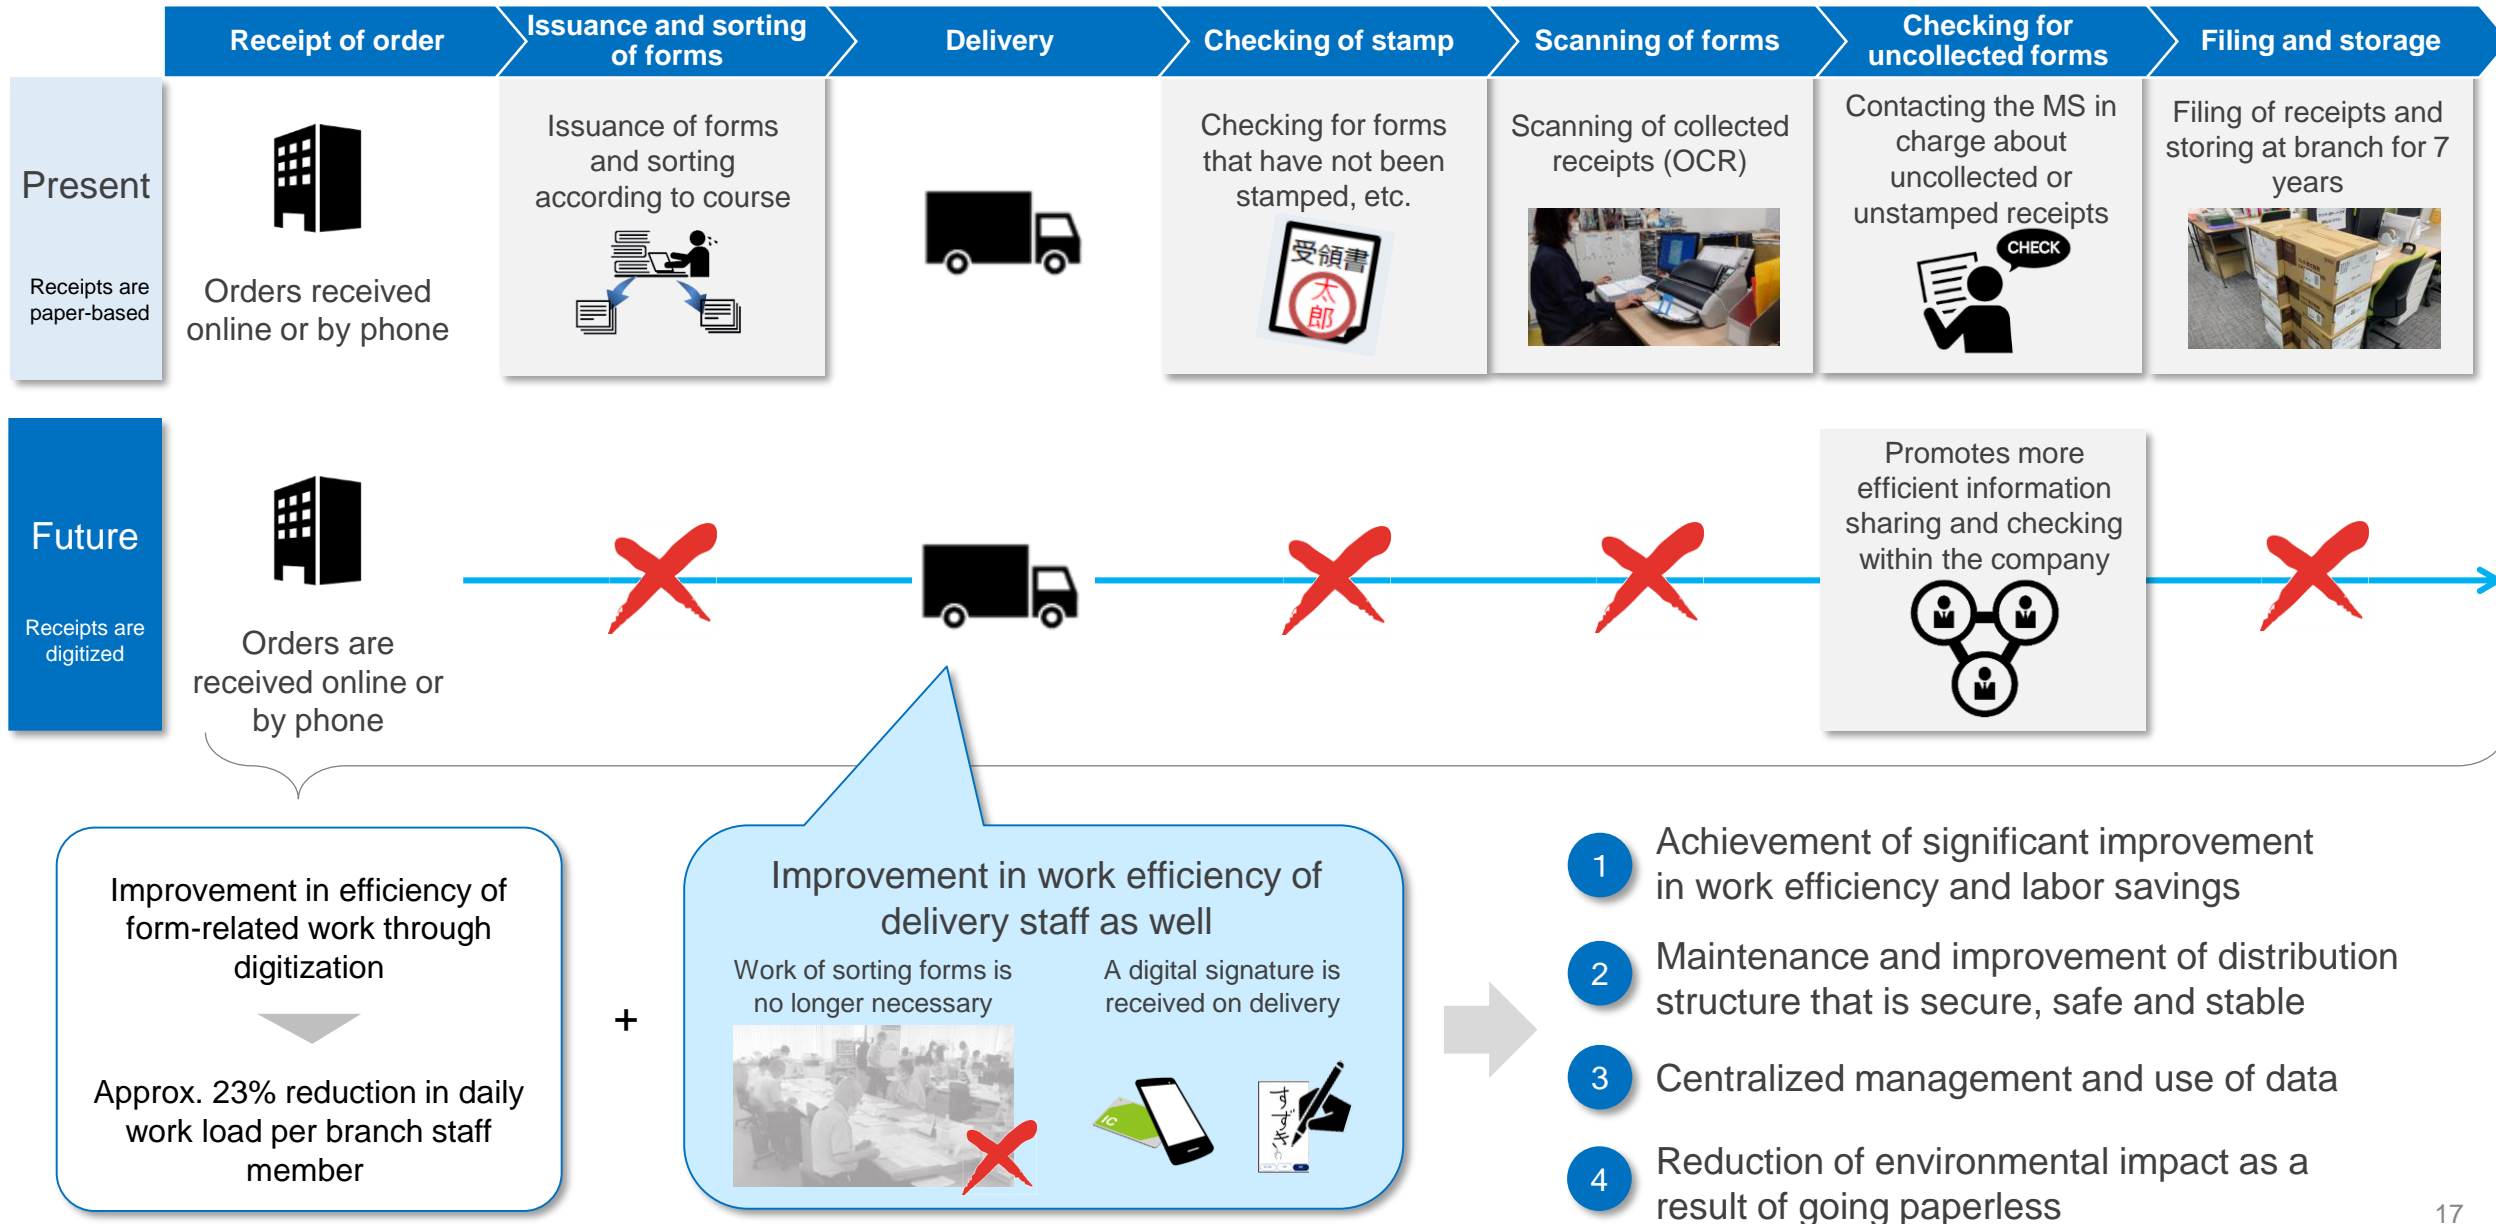 Receipt of order
Issuance and sorting
of forms
Delivery
Checking of stamp
Scanning of forms
Checking for
uncollected forms
Filing and storage
Present
Receipts are
paper-based
Orders received
online or by phone
Issuance of forms
and sorting
according to course
Checking for forms
that have not been
stamped, etc.
受領書
太
郎
Scanning of collected
receipts (OCR)
Contacting the MS in
charge about
uncollected or
unstamped receipts
CHECK
Filing of receipts and
storing at branch for 7
years
Future
Receipts are
digitized
Orders are
received online or
by phone
Promotes more
efficient information
sharing and checking
within the company
Improvement in efficiency of
form-related work through
digitization
Approx. 23% reduction in daily
work load per branch staff
member
+
Improvement in work efficiency of
delivery staff as well
Work of sorting forms is
no longer necessary
A digital signature is
received on delivery
IC
1
Achievement of significant improvement
in work efficiency and labor savings
2
Maintenance and improvement of distribution
structure that is secure, safe and stable
3
Centralized management and use of data
4
Reduction of environmental impact as a
result of going paperless
17